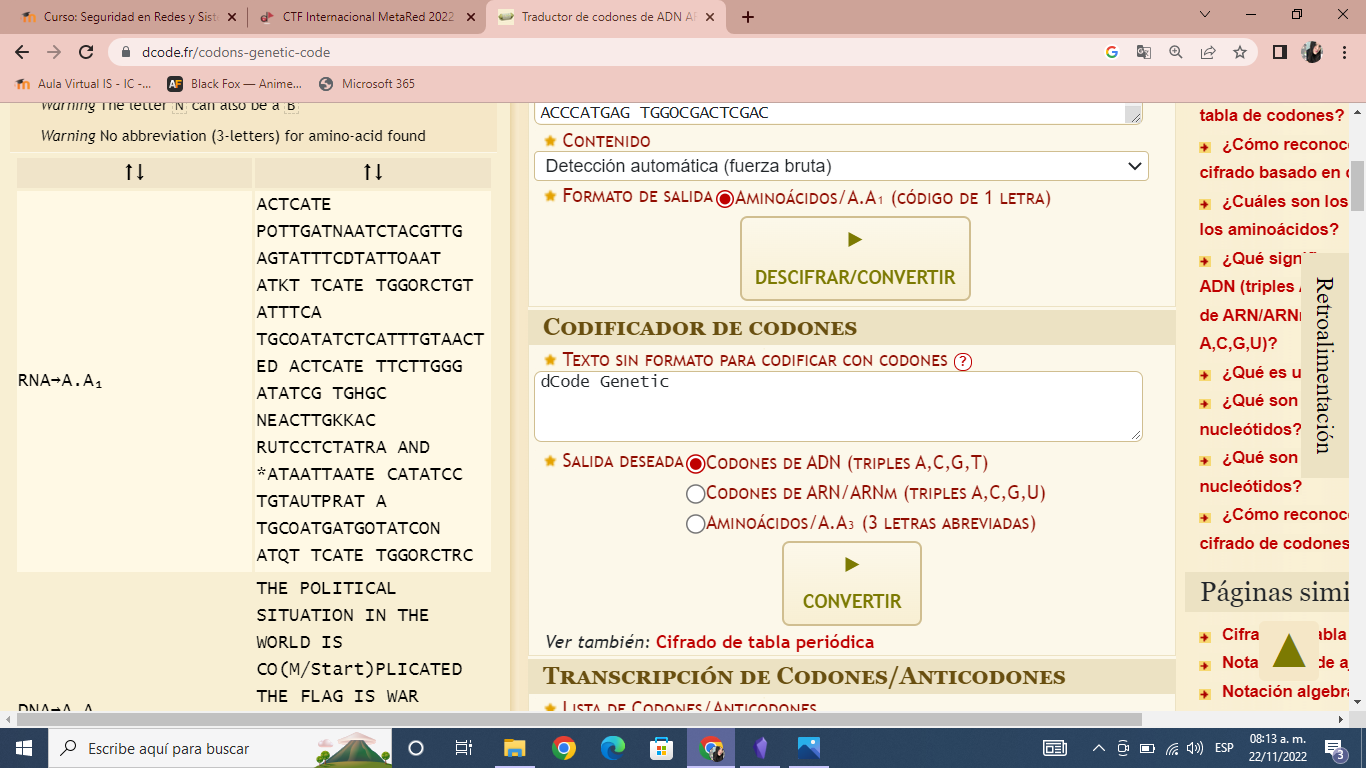 Curso: Seguridad en Redes y Sist
CTF Internacional MetaRed 2022
Traductor de codones de ADN AR
dcode.fr/codons-genetic-code
Aula Virtual IS - IC -...
Black Fox — Anime...
Microsoft 365
Warning The letter N can also be a B
Warning No abbreviation (3-letters) for amino-acid found
↑↓ ↑↓
RNA→A.A₁
ACTCATE
POTTGATNAATCTACGTTG
AGTATTTCDTATTOAAT
ATKT TCATE TGGORCTGT
ATTTCA
TGCOATATCTCATTTGTAACT
ED ACTCATE TTCTTGGG
ATATCG TGHGC
NEACTTGKKAC
RUTCCTCTATRA AND
*ATAATTAATE CATATCC
TGTAUTPRAT A
TGCOATGATGOTATCON
ATQT TCATE TGGORCTRC
DNA→A.A
THE POLITICAL
SITUATION IN THE
WORLD IS
CO(M/Start)PLICATED
THE FLAG IS WAR
ACCCATGAG TGGOCGACTCGAC
★ Contenido
Detección automática (fuerza bruta)
★ Formato de salida Aminoácidos/A.A₁ (código de 1 letra)
►
DESCIFRAR/CONVERTIR
Codificador de codones
★ Texto sin formato para codificar con codones ?
dCode Genetic
★ Salida deseada Codones de ADN (triples A,C,G,T)
Codones de ARN/ARNm (triples A,C,G,U)
Aminoácidos/A.A₃ (3 letras abreviadas)
►
CONVERTIR
Ver también: Cifrado de tabla periódica
Transcripción de Codones/Anticodones
★ Lista de Codones/Anticodones
tabla de codones?
¿Cómo reconoc
cifrado basado en c
¿Cuáles son los
los aminoácidos?
¿Qué signifi
ADN (triples A
de ARN/ARNm
A,C,G,U)?
¿Qué es u
¿Qué son
nucleótidos?
¿Qué son
nucleótidos?
¿Cómo reconoc
cifrado de codones
Retroalimentación
Páginas simi
Cifra abla
Nota de aj
Notación algebra
Escribe aquí para buscar
ESP
08:13 a. m.
22/11/2022
3